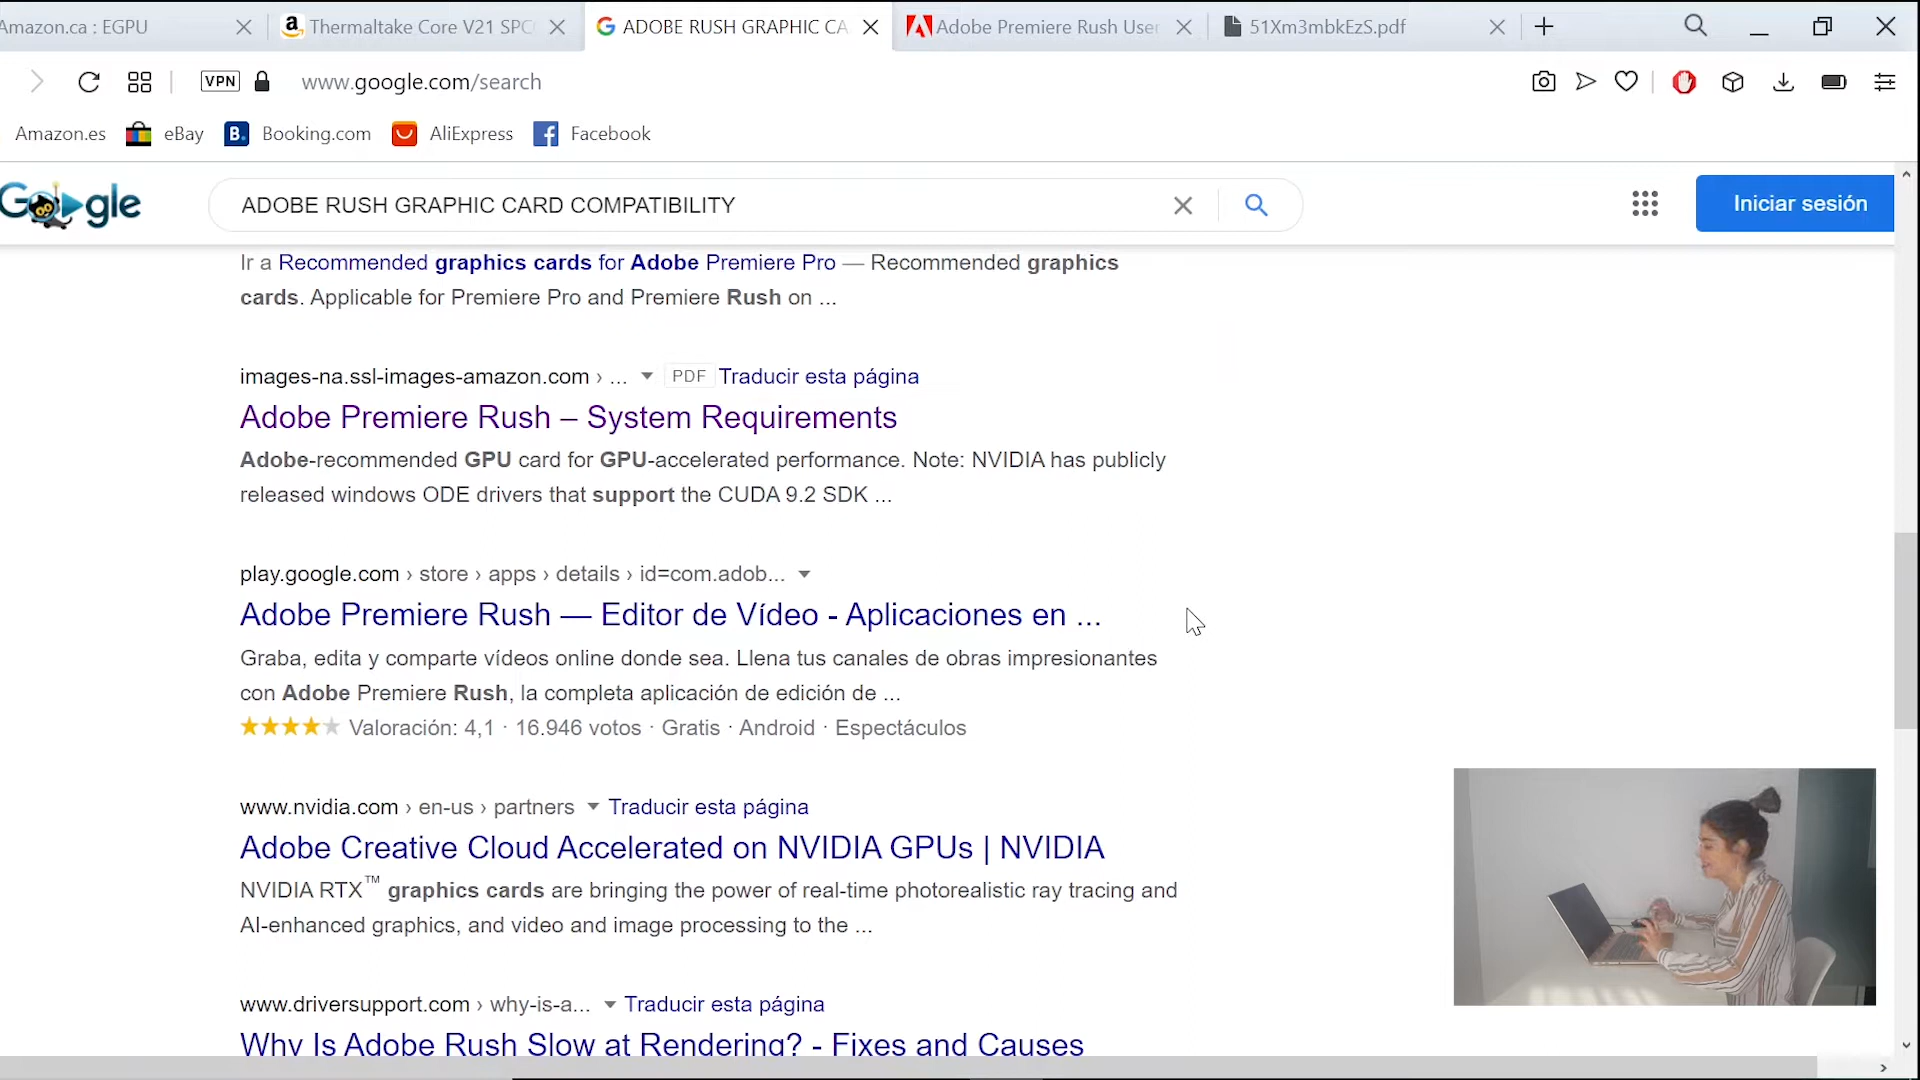 Amazon.ca : EGPU
Thermaltake Core V21 SPC
ADOBE RUSH GRAPHIC CA
Adobe Premiere Rush User
51Xm3mbkEzS.pdf
VPN
www.google.com/search
Amazon.es
eBay
B.
Booking.com
AliExpress
Facebook
Google
ADOBE RUSH GRAPHIC CARD COMPATIBILITY
Iniciar sesión
Ir a Recommended graphics cards for Adobe Premiere Pro — Recommended graphics
cards. Applicable for Premiere Pro and Premiere Rush on ...
images-na.ssl-images-amazon.com › ... PDF Traducir esta página
Adobe Premiere Rush – System Requirements
Adobe-recommended GPU card for GPU-accelerated performance. Note: NVIDIA has publicly
released windows ODE drivers that support the CUDA 9.2 SDK ...
play.google.com › store › apps › details › id=com.adob...
Adobe Premiere Rush — Editor de Vídeo - Aplicaciones en ...
Graba, edita y comparte vídeos online donde sea. Llena tus canales de obras impresionantes
con Adobe Premiere Rush, la completa aplicación de edición de ...
Valoración: 4,1 · 16.946 votos · Gratis · Android · Espectáculos
www.nvidia.com › en-us › partners Traducir esta página
Adobe Creative Cloud Accelerated on NVIDIA GPUs | NVIDIA
NVIDIA RTX™ graphics cards are bringing the power of real-time photorealistic ray tracing and
AI-enhanced graphics, and video and image processing to the ...
www.driversupport.com › why-is-a... Traducir esta página
Why Is Adobe Rush Slow at Rendering? - Fixes and Causes